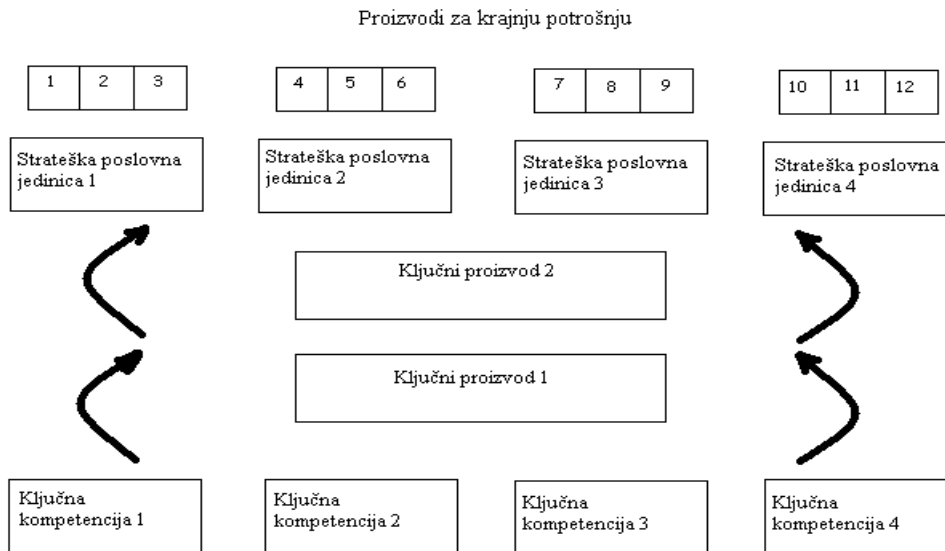 Proizvodi za krajnju potrošnju
1 2 3 4 5 6 7 8 9 10 11 12
Strateška poslovna
jedinica 1
Strateška poslovna
jedinica 2
Strateška poslovna
jedinica 3
Strateška poslovna
jedinica 4
Ključni proizvod 2
Ključni proizvod 1
Ključna
kompetencija 1
Ključna
kompetencija 2
Ključna
kompetencija 3
Ključna
kompetencija 4